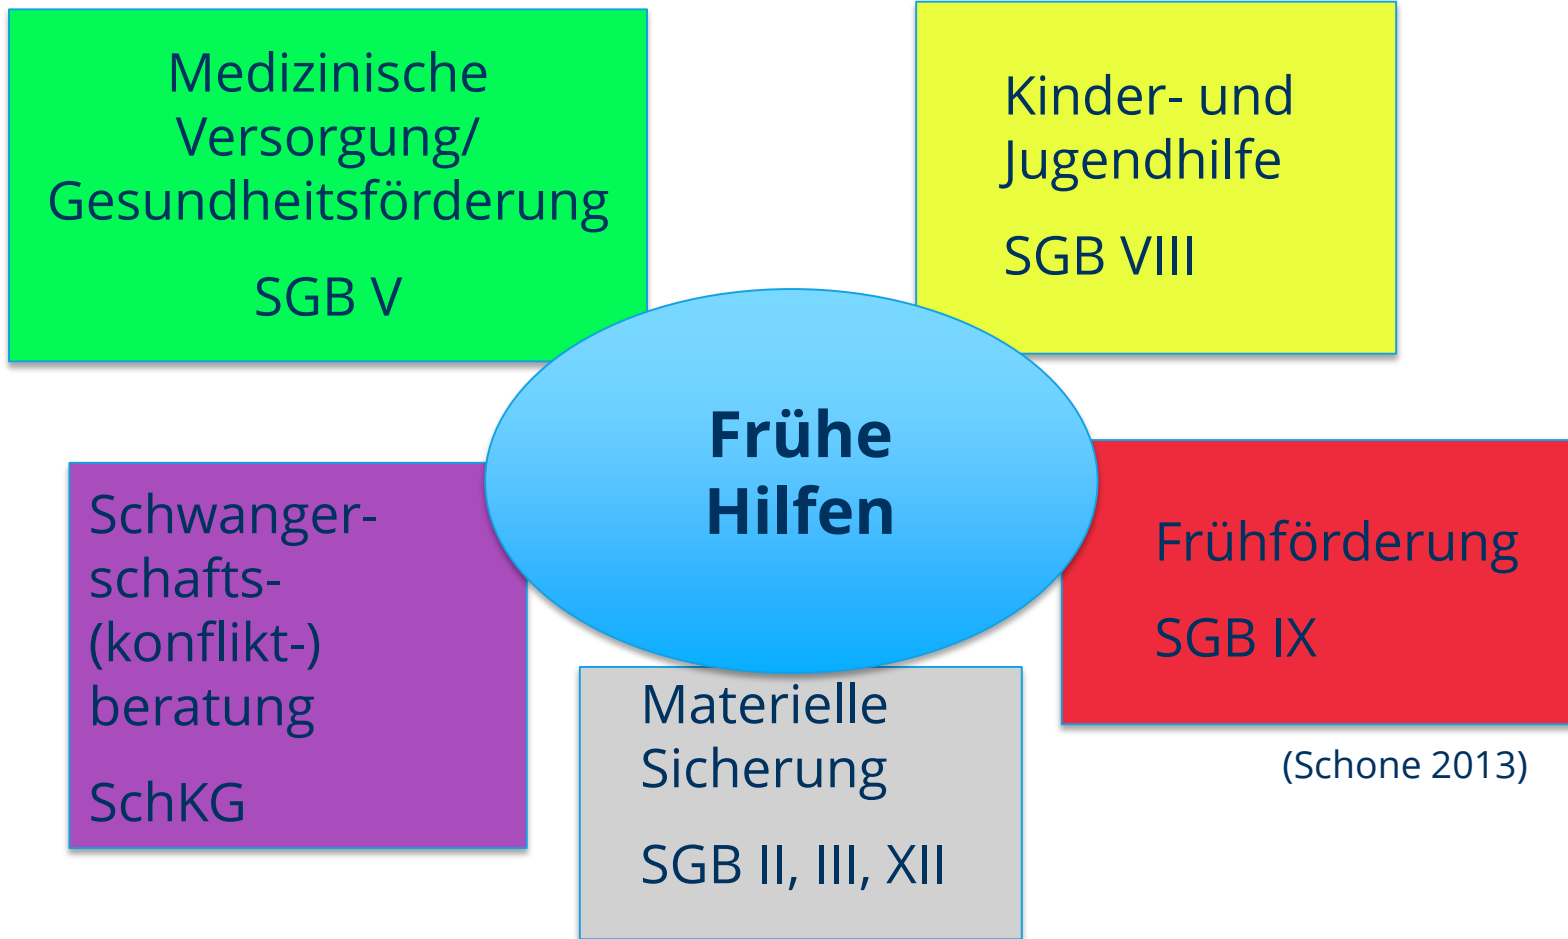 Medizinische
Versorgung/
Gesundheitsförderung
SGB V
Kinder- und
Jugendhilfe
SGB VIII
Frühe
Hilfen
Schwanger-
schafts-
(konflikt-)
beratung
SchKG
Materielle
Sicherung
SGB II, III, XII
Frühförderung
SGB IX
(Schone 2013)